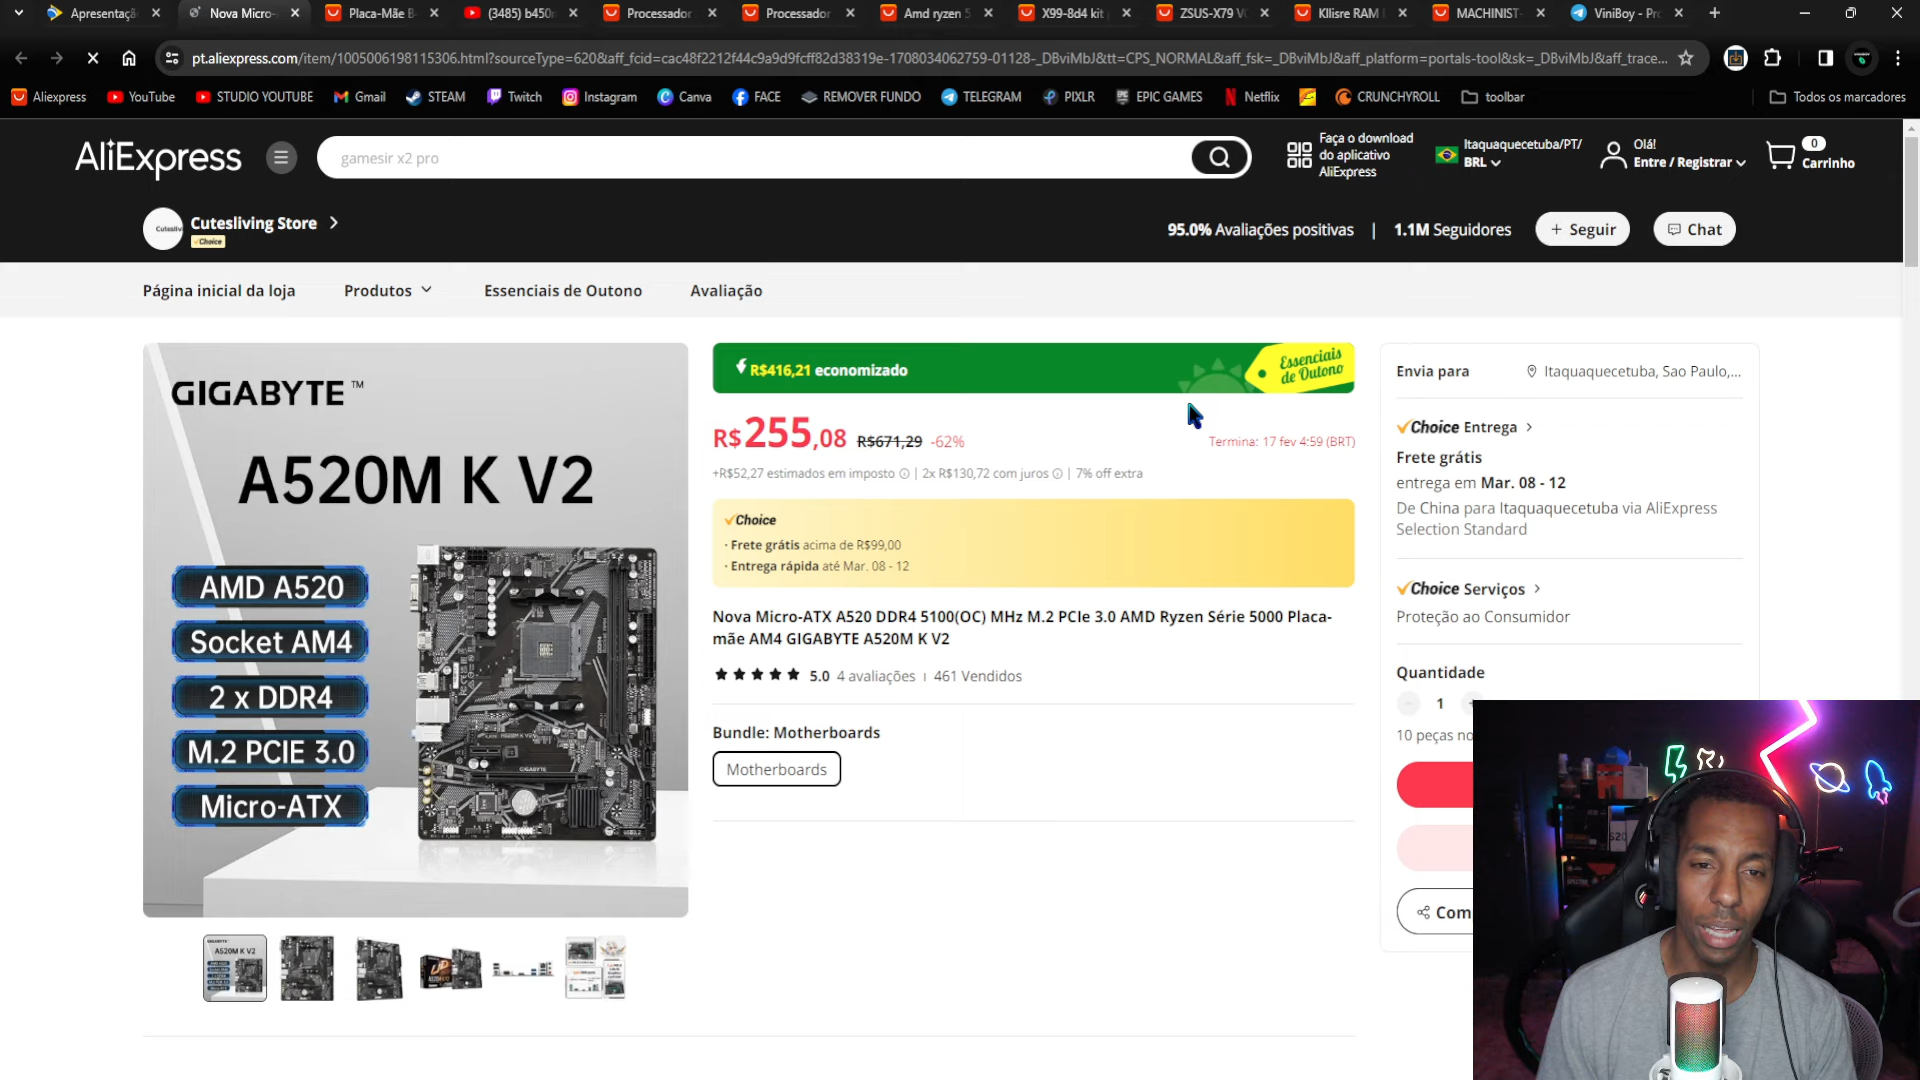 Apresentaçã
Nova Micro-
Placa-Mãe B
(3485) b450
Processador
Processador
Amd ryzen 5
X99-8d4 kit
ZSUS-X79 V
Kllisre RAM
MACHINIST
ViniBoy - Pr
pt.aliexpress.com/item/1005006198115306.html?sourceType=620&aff_fcid=cac48f2212f44c9a9d9fcff82d38319e-1708034062759-01128-_DBviMbJ&tt=CPS_NORMAL&aff_fsk=_DBviMbJ&aff_platform=portals-tool&sk=_DBviMbJ&aff_trace...
Aliexpress
YouTube
STUDIO YOUTUBE
Gmail
STEAM
Twitch
Instagram
Canva
FACE
REMOVER FUNDO
TELEGRAM
PIXLR
EPIC GAMES
Netflix
CRUNCHYROLL
toolbar
Todos os marcadores
AliExpress
gamesir x2 pro
Faça o download
do aplicativo
AliExpress
Itaquaquecetuba/PT/
BRL
Olá!
Entre / Registrar
0
Carrinho
Cutesliving Store
Choice
95.0% Avaliações positivas | 1.1M Seguidores
+ Seguir
Chat
Página inicial da loja
Produtos
Essenciais de Outono
Avaliação
GIGABYTE™
A520M K V2
AMD A520
Socket AM4
2 x DDR4
M.2 PCIE 3.0
Micro-ATX
R$416,21 economizado
Essenciais
de Outono
R$255,08 R$671,29 -62%
Termina: 17 fev 4:59 (BRT)
+R$52,27 estimados em imposto | 2x R$130,72 com juros | 7% off extra
Choice
· Frete grátis acima de R$99,00
· Entrega rápida até Mar. 08 - 12
Nova Micro-ATX A520 DDR4 5100(OC) MHz M.2 PCIe 3.0 AMD Ryzen Série 5000 Placa-
mãe AM4 GIGABYTE A520M K V2
5.0 4 avaliações | 461 Vendidos
Bundle: Motherboards
Motherboards
Envia para
Itaquaquecetuba, Sao Paulo,...
Choice Entrega
Frete grátis
entrega em Mar. 08 - 12
De China para Itaquaquecetuba via AliExpress
Selection Standard
Choice Serviços
Proteção ao Consumidor
Quantidade
- 1 +
10 peças no
Com
GIGABYTE
A520M K V2